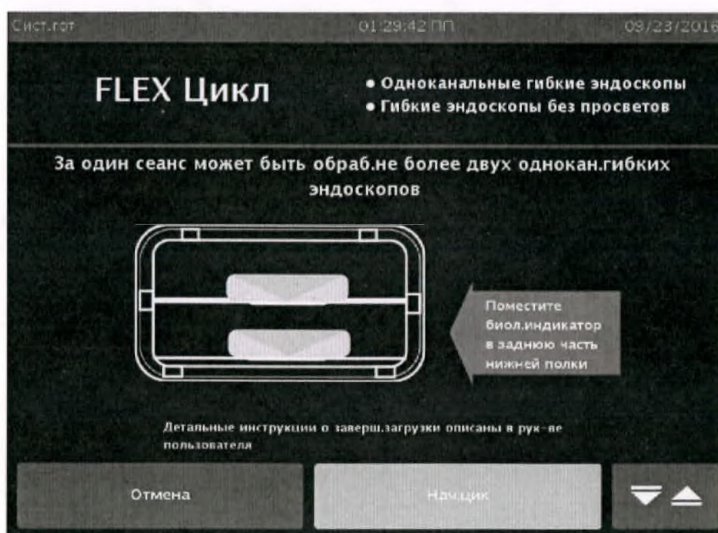 Сист.гот 01:29:42 ПП 09/23/2016
FLEX Цикл
• Одноканальные гибкие эндоскопы
• Гибкие эндоскопы без просветов
За один сеанс может быть обраб.не более двух однокан.гибких
эндоскопов
Поместите
биол.индикатор
в заднюю часть
нижней полки
Детальные инструкции о заверш.загрузки описаны в рук-ве
пользователя
Отмена Нач.цик